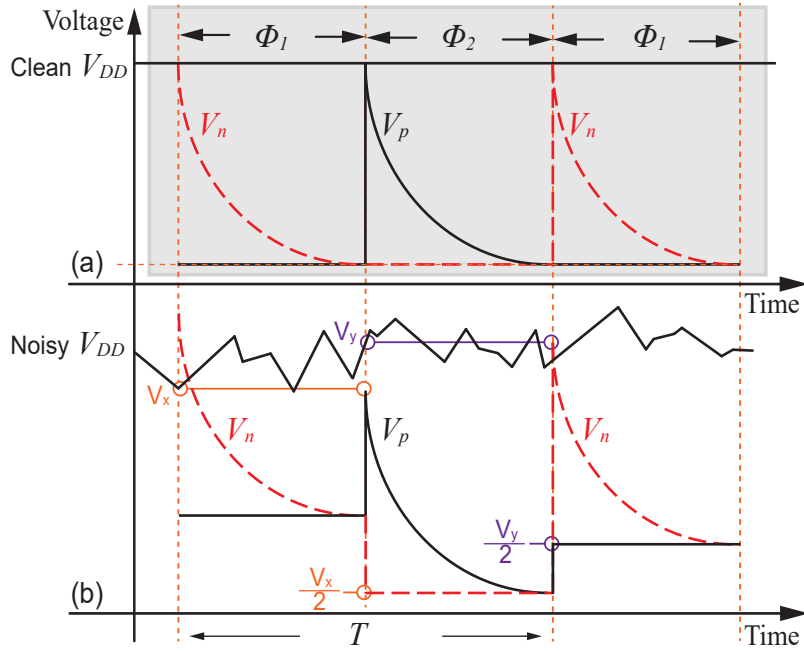 Voltage
Φ1 Φ2 Φ1
Clean VDD
Vn Vp Vn
(a)
Time
Noisy VDD
Vy
Vx
Vn Vp Vn
Vy
2
Vx
2
(b)
T
Time